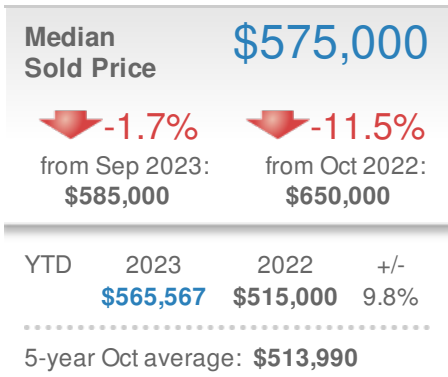 Median $575,000
Sold Price
-1.7% -11.5%
from Sep 2023: from Oct 2022:
$585,000 $650,000
YTD 2023 2022 +/-
$565,567 $515,000 9.8%
5-year Oct average: $513,990